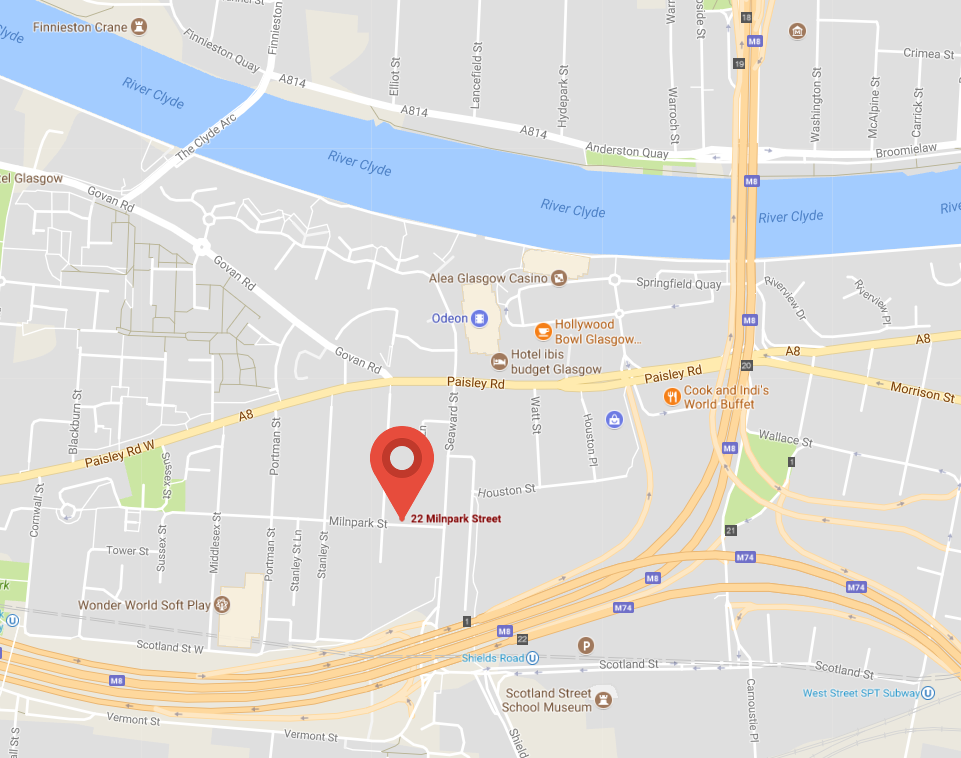 Finnieston Crane
Finnieston
Finnieston Quay
Clyde
River Clyde
The Clyde Arc
A814
Elliot St
Lancefield St
Hydepark St
A814
A814
Warroch St
18
M8
19
Crimea St
Washington St
McAlpine St
Carrick St
Anderston Quay
Broomielaw
River Clyde
River Clyde
M8
River Clyde
tel Glasgow
Govan Rd
Govan Rd
Govan Rd
Alea Glasgow Casino
Springfield Quay
Riverview Dr
Riverview Pl
Odeon
Hollywood
Bowl Glasgow...
M8
Hotel ibis
budget Glasgow
A8
A8
20
Paisley Rd
Paisley Rd
Morrison St
Cook and Indi's
World Buffet
A8
Paisley Rd W
Blackburn St
Portman St
Seaward St
Watt St
Houston Pl
Wallace St
M8
1
Sussex St
Cornwall St
Houston St
Milnpark St
22 Milnpark Street
21
Tower St
Sussex St
Middlesex St
Portman St
Stanley St Ln
Stanley St
M74
M8
M74
M74
Wonder World Soft Play
1
M8
22
P
Scotland St W
Shields Road
Scotland St
Scotland St
M8
Scotland Street
School Museum
West Street SPT Subway
Carnoustie Pl
Vermont St
Vermont St
Shield